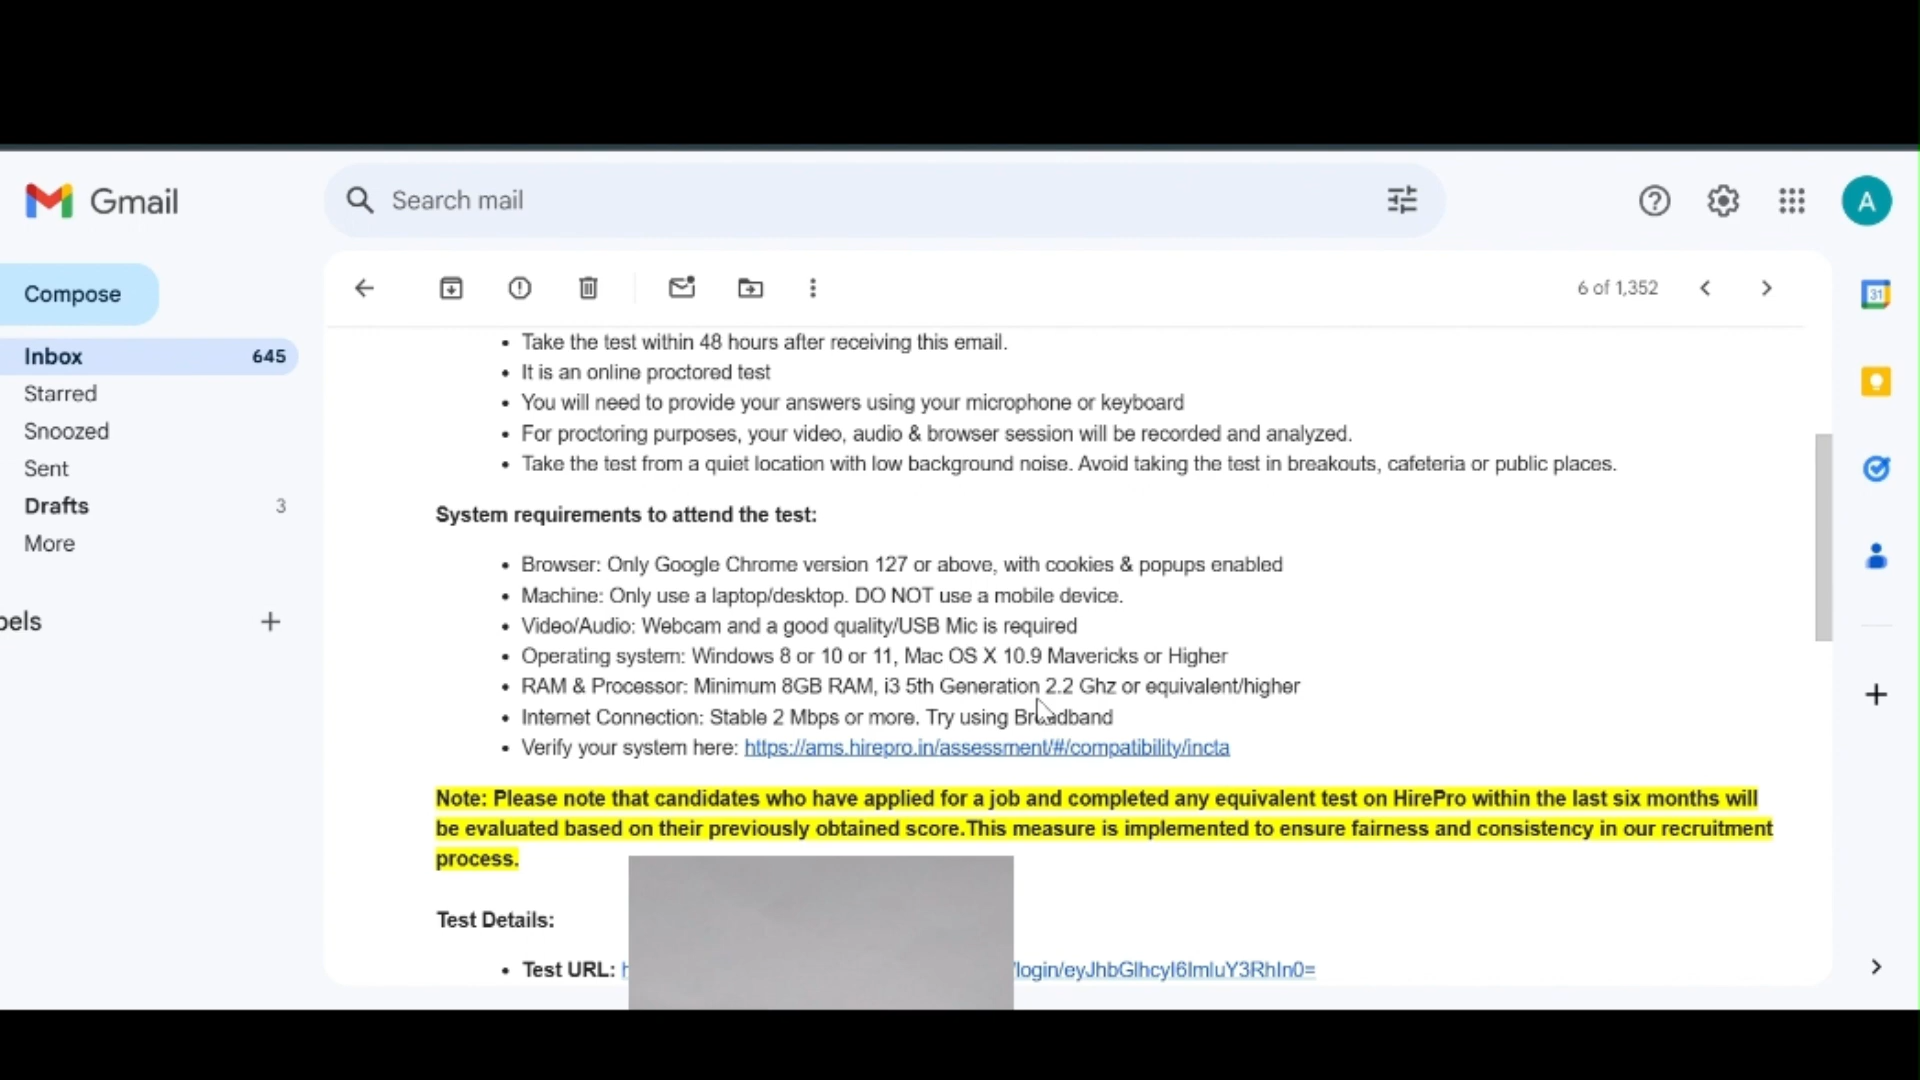 Gmail
Search mail
A
Compose
6 of 1,352
31
Inbox 645
Starred
Snoozed
Sent
Drafts 3
More
• Take the test within 48 hours after receiving this email.
• It is an online proctored test
• You will need to provide your answers using your microphone or keyboard
• For proctoring purposes, your video, audio & browser session will be recorded and analyzed.
• Take the test from a quiet location with low background noise. Avoid taking the test in breakouts, cafeteria or public places.
System requirements to attend the test:
• Browser: Only Google Chrome version 127 or above, with cookies & popups enabled
• Machine: Only use a laptop/desktop. DO NOT use a mobile device.
• Video/Audio: Webcam and a good quality/USB Mic is required
• Operating system: Windows 8 or 10 or 11, Mac OS X 10.9 Mavericks or Higher
• RAM & Processor: Minimum 8GB RAM, i3 5th Generation 2.2 Ghz or equivalent/higher
• Internet Connection: Stable 2 Mbps or more. Try using Broadband
• Verify your system here: https://ams.hirepro.in/assessment/#/compatibility/incta
Note: Please note that candidates who have applied for a job and completed any equivalent test on HirePro within the last six months will
be evaluated based on their previously obtained score.This measure is implemented to ensure fairness and consistency in our recruitment
process.
Test Details:
• Test URL: